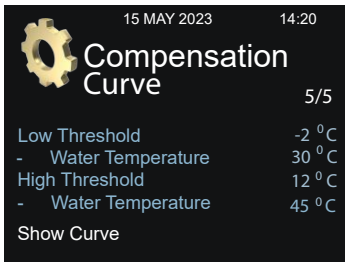 15 MAY 2023 14:20
Compensation
Curve
5/5
Low Threshold -2 ⁰C
- Water Temperature 30 ⁰C
High Threshold 12 ⁰C
- Water Temperature 45 ⁰C
Show Curve